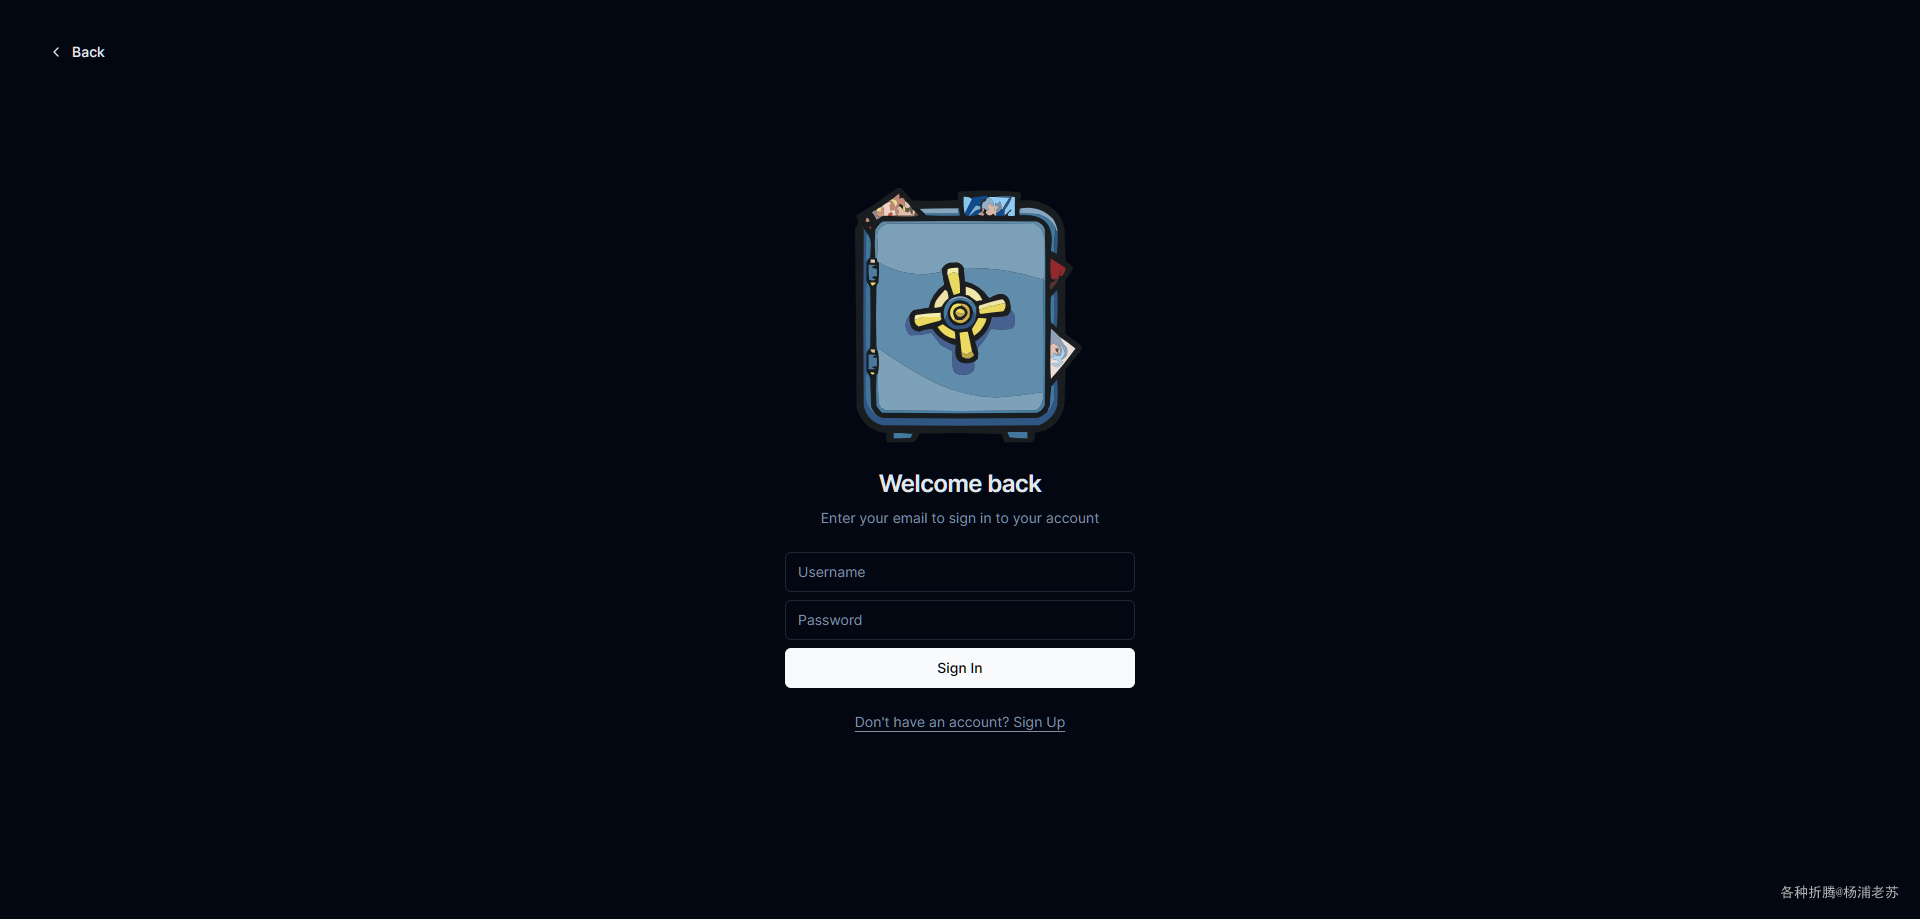 Back
Welcome back
Enter your email to sign in to your account
Username
Password
Sign In
Don't have an account? Sign Up
各种折腾@杨浦老苏